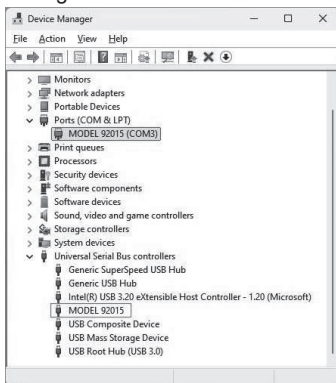 Device Manager
File Action View Help
Monitors
Network adapters
Portable Devices
Ports (COM & LPT)
MODEL 92015 (COM3)
Print queues
Processors
Security devices
Software components
Software devices
Sound, video and game controllers
Storage controllers
System devices
Universal Serial Bus controllers
Generic SuperSpeed USB Hub
Generic USB Hub
Intel(R) USB 3.20 eXtensible Host Controller - 1.20 (Microsoft)
MODEL 92015
USB Composite Device
USB Mass Storage Device
USB Root Hub (USB 3.0)